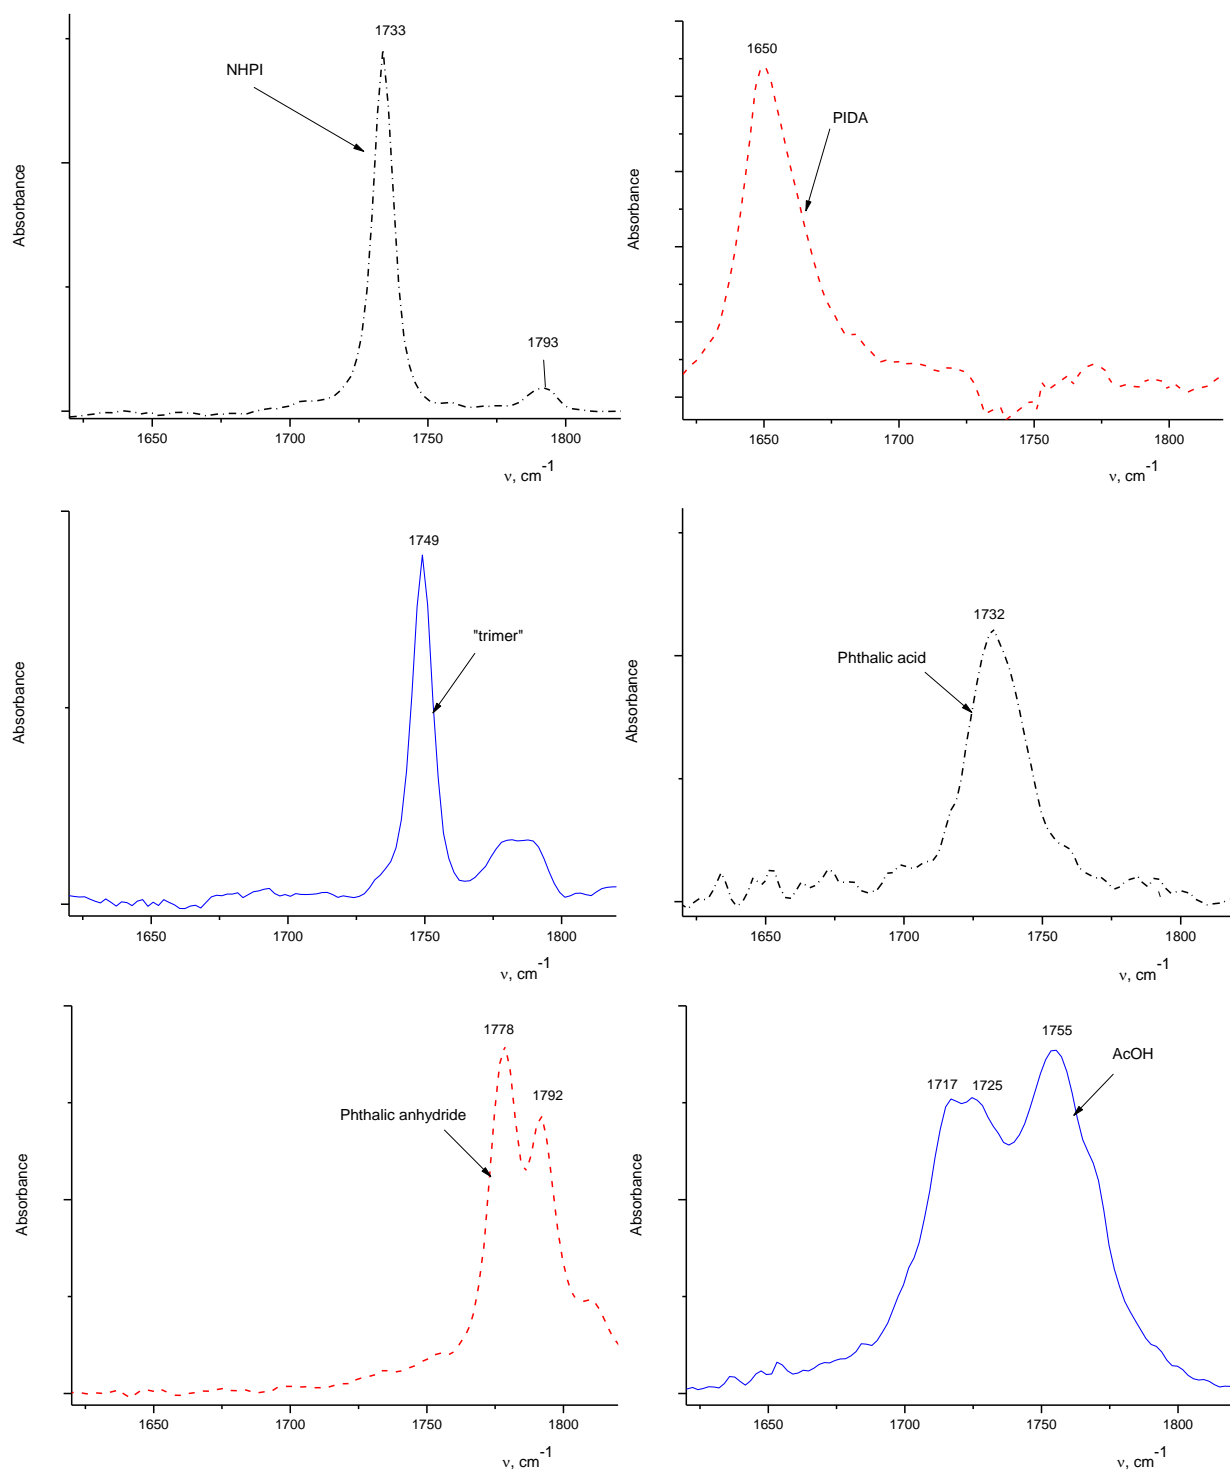 1733
NHPI
1793
Absorbance
1650 1700 1750 1800
ν, cm-1
1650
PIDA
Absorbance
1650 1700 1750 1800
ν, cm-1
1749
"trimer"
Absorbance
1650 1700 1750 1800
ν, cm-1
1732
Phthalic acid
Absorbance
1650 1700 1750 1800
ν, cm-1
1778
1792
Phthalic anhydride
Absorbance
1650 1700 1750 1800
ν, cm-1
1755
AcOH
1717 1725
Absorbance
1650 1700 1750 1800
ν, cm-1